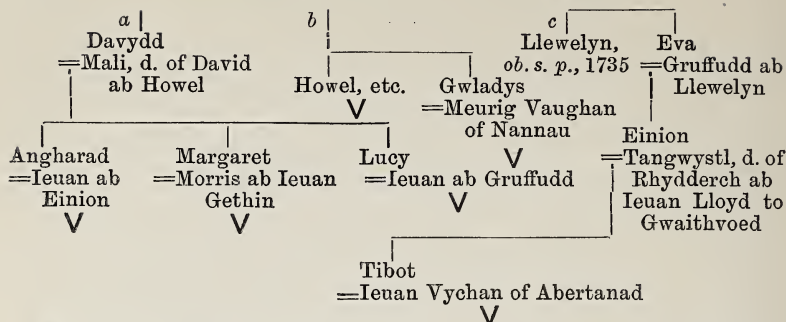 a b c
Davydd
=Mali, d. of David
ab Howel
Llewelyn,
ob. s. p., 1735
Eva
=Gruffudd ab
Llewelyn
Howel, etc.
V
Gwladys
=Meurig Vaughan
of Nannau
V
Angharad
=Ieuan ab
Einion
V
Margaret
=Morris ab Ieuan
Gethin
V
Lucy
=Ieuan ab Gruffudd
V
Einion
=Tangwystl, d. of
Rhydderch ab
Ieuan Lloyd to
Gwaithvoed
Tibot
=Ieuan Vychan of Abertanad
V